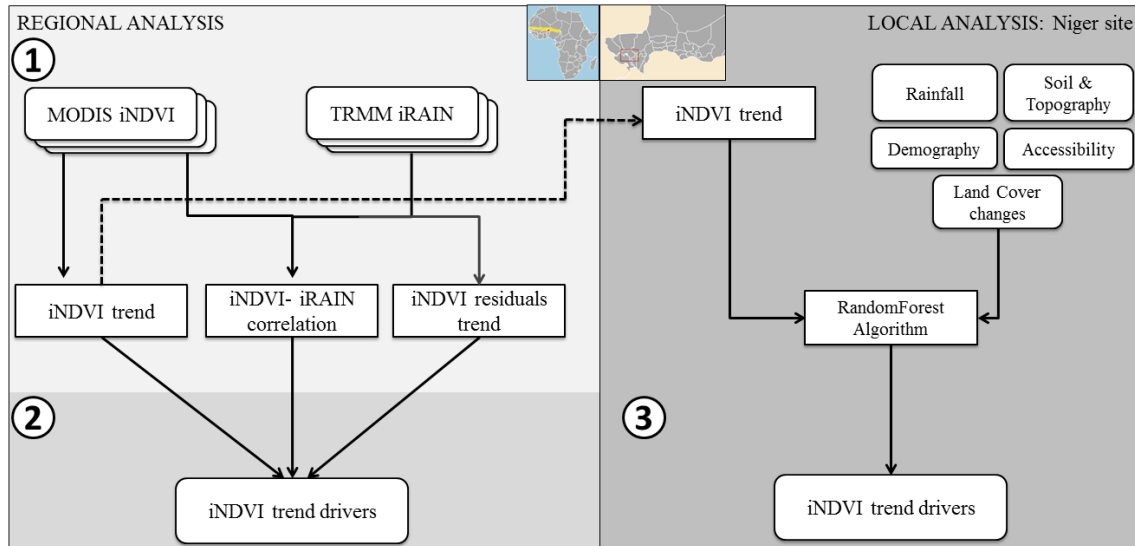 REGIONAL ANALYSIS
1
MODIS iNDVI
TRMM iRAIN
iNDVI trend
iNDVI- iRAIN
correlation
iNDVI residuals
trend
2
iNDVI trend drivers
LOCAL ANALYSIS: Niger site
iNDVI trend
Rainfall
Soil &
Topography
Demography
Accessibility
Land Cover
changes
RandomForest
Algorithm
3
iNDVI trend drivers